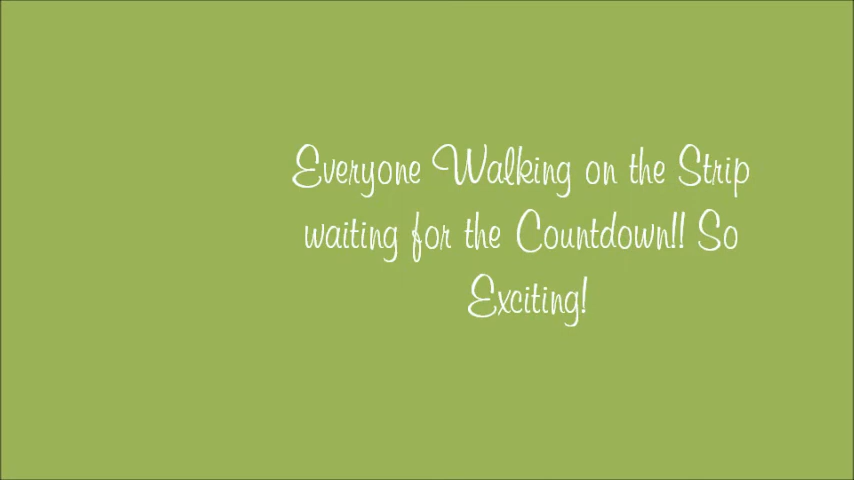 Everyone Walking on the Strip
waiting for the Countdown!! So
Exciting!